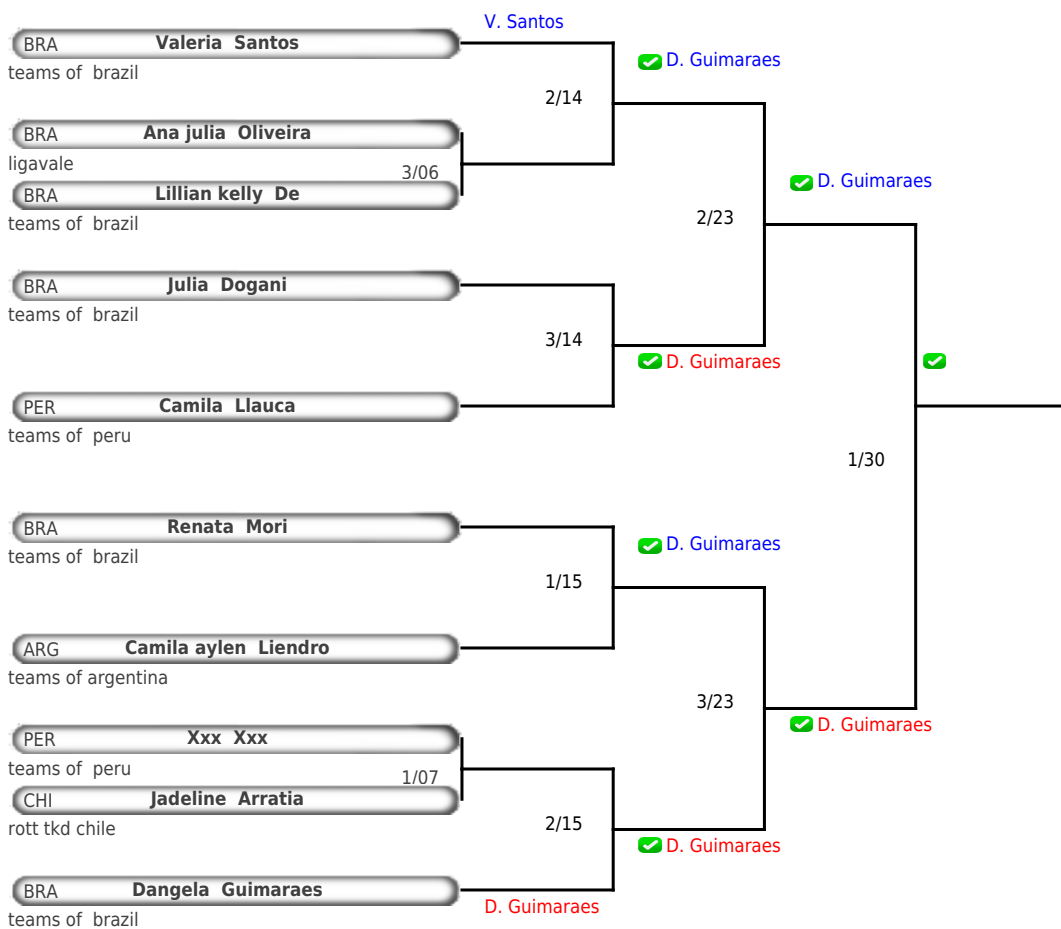 V. Santos
BRA Valeria Santos
teams of brazil
D. Guimaraes
2/14
BRA Ana julia Oliveira
ligavale
3/06
BRA Lillian kelly De
teams of brazil
D. Guimaraes
2/23
BRA Julia Dogani
teams of brazil
3/14
D. Guimaraes
PER Camila Llauca
teams of peru
1/30
BRA Renata Mori
teams of brazil
D. Guimaraes
1/15
ARG Camila aylen Liendro
teams of argentina
3/23
D. Guimaraes
PER Xxx Xxx
teams of peru
1/07
CHI Jadeline Arratia
rott tkd chile
2/15
D. Guimaraes
BRA Dangela Guimaraes
D. Guimaraes
teams of brazil